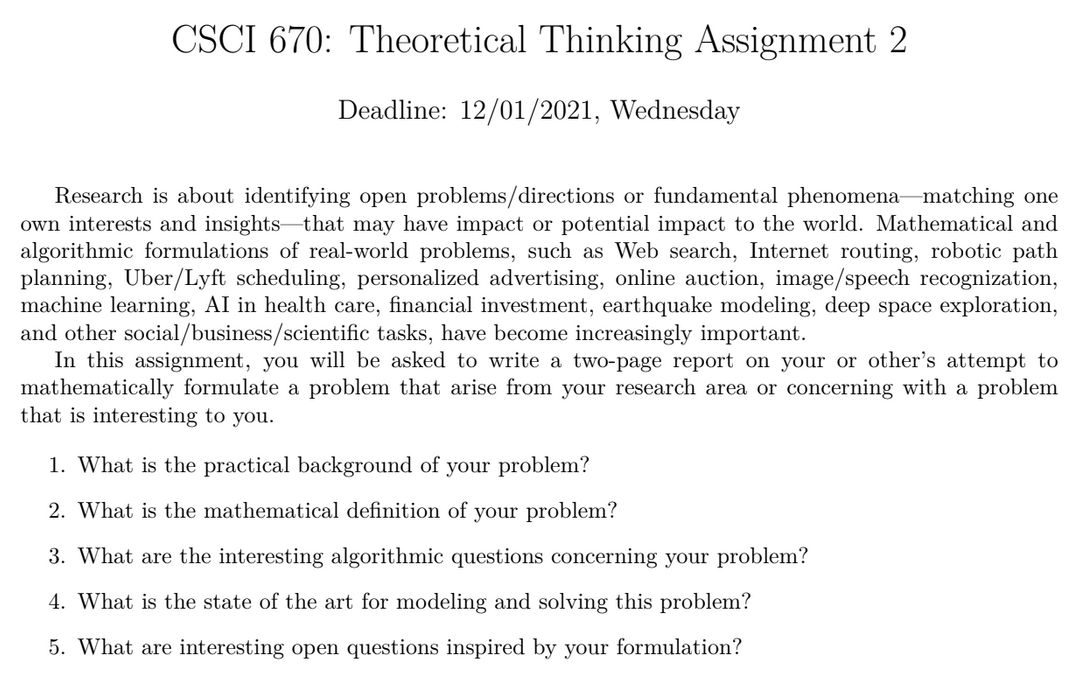 CSCI 670: Theoretical Thinking Assignment 2
Deadline: 12/01/2021, Wednesday
Research is about identifying open problems/directions or fundamental phenomena—matching one
own interests and insights—that may have impact or potential impact to the world. Mathematical and
algorithmic formulations of real-world problems, such as Web search, Internet routing, robotic path
planning, Uber/Lyft scheduling, personalized advertising, online auction, image/speech recognization,
machine learning, AI in health care, financial investment, earthquake modeling, deep space exploration,
and other social/business/scientific tasks, have become increasingly important.
In this assignment, you will be asked to write a two-page report on your or other's attempt to
mathematically formulate a problem that arise from your research area or concerning with a problem
that is interesting to you.
1. What is the practical background of your problem?
2. What is the mathematical definition of your problem?
3. What are the interesting algorithmic questions concerning your problem?
4. What is the state of the art for modeling and solving this problem?
5. What are interesting open questions inspired by your formulation?